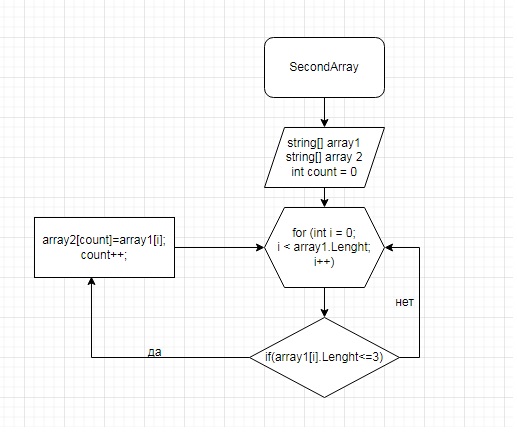 SecondArray
string[] array1
string[] array 2
int count = 0
for (int i = 0;
i < array1.Lenght;
i++)
array2[count]=array1[i];
count++;
нет
if(array1[i].Lenght<=3)
да